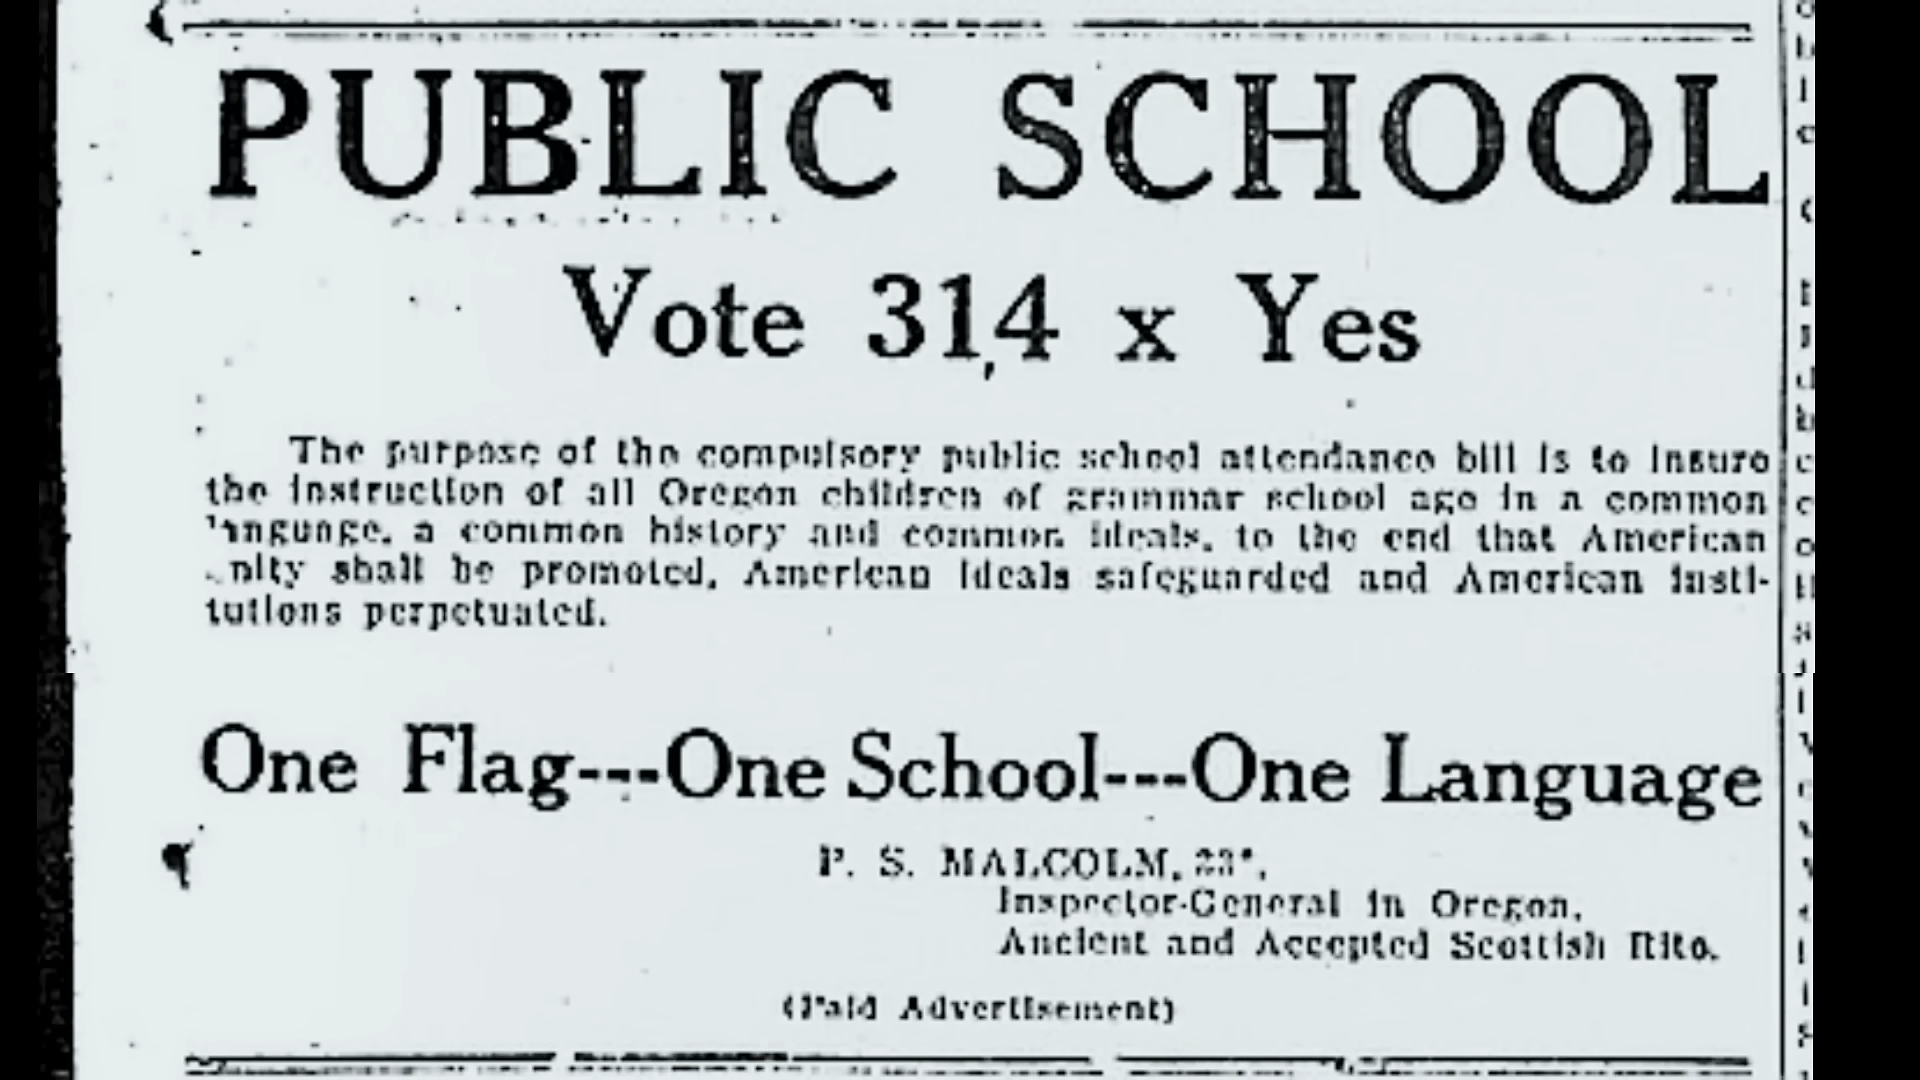 PUBLIC SCHOOL
Vote 314 x Yes
The purpose of the compulsory public school attendance bill is to insure
the instruction of all Oregon children of grammar school age in a common
language, a common history and common ideals, to the end that American
unity shall be promoted, American ideals safeguarded and American insti-
tutions perpetuated.
One Flag---One School---One Language
P. S. MALCOLM,
Inspector-General in Oregon,
Ancient and Accepted Scottish Rite.
(Paid Advertisement)